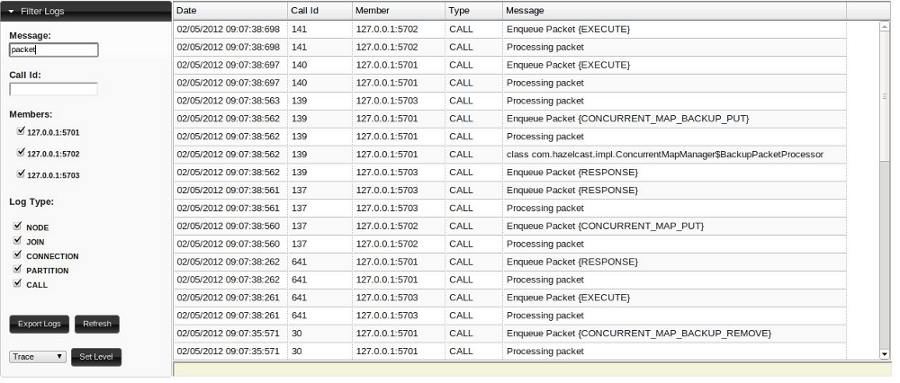 Filter Logs
Message:
packet
Call Id:
Members:
127.0.0.1:5701
127.0.0.1:5702
127.0.0.1:5703
Log Type:
NODE
JOIN
CONNECTION
PARTITION
CALL
Export Logs Refresh
Trace Set Level
Date Call Id Member Type Message
02/05/2012 09:07:38:698 141 127.0.0.1:5702 CALL Enqueue Packet {EXECUTE}
02/05/2012 09:07:38:698 141 127.0.0.1:5702 CALL Processing packet
02/05/2012 09:07:38:697 140 127.0.0.1:5701 CALL Enqueue Packet {EXECUTE}
02/05/2012 09:07:38:697 140 127.0.0.1:5701 CALL Processing packet
02/05/2012 09:07:38:563 139 127.0.0.1:5703 CALL Processing packet
02/05/2012 09:07:38:562 139 127.0.0.1:5701 CALL Enqueue Packet {CONCURRENT_MAP_BACKUP_PUT}
02/05/2012 09:07:38:562 139 127.0.0.1:5701 CALL Processing packet
02/05/2012 09:07:38:562 139 127.0.0.1:5701 CALL class com.hazelcast.impl.ConcurrentMapManager$BackupPacketProcessor
02/05/2012 09:07:38:562 139 127.0.0.1:5703 CALL Enqueue Packet {RESPONSE}
02/05/2012 09:07:38:561 137 127.0.0.1:5703 CALL Enqueue Packet {RESPONSE}
02/05/2012 09:07:38:561 137 127.0.0.1:5703 CALL Processing packet
02/05/2012 09:07:38:560 137 127.0.0.1:5702 CALL Enqueue Packet {CONCURRENT_MAP_PUT}
02/05/2012 09:07:38:560 137 127.0.0.1:5702 CALL Processing packet
02/05/2012 09:07:38:262 641 127.0.0.1:5701 CALL Enqueue Packet {RESPONSE}
02/05/2012 09:07:38:262 641 127.0.0.1:5701 CALL Processing packet
02/05/2012 09:07:38:261 641 127.0.0.1:5703 CALL Enqueue Packet {EXECUTE}
02/05/2012 09:07:38:261 641 127.0.0.1:5703 CALL Processing packet
02/05/2012 09:07:35:571 30 127.0.0.1:5701 CALL Enqueue Packet {CONCURRENT_MAP_BACKUP_REMOVE}
02/05/2012 09:07:35:571 30 127.0.0.1:5701 CALL Processing packet